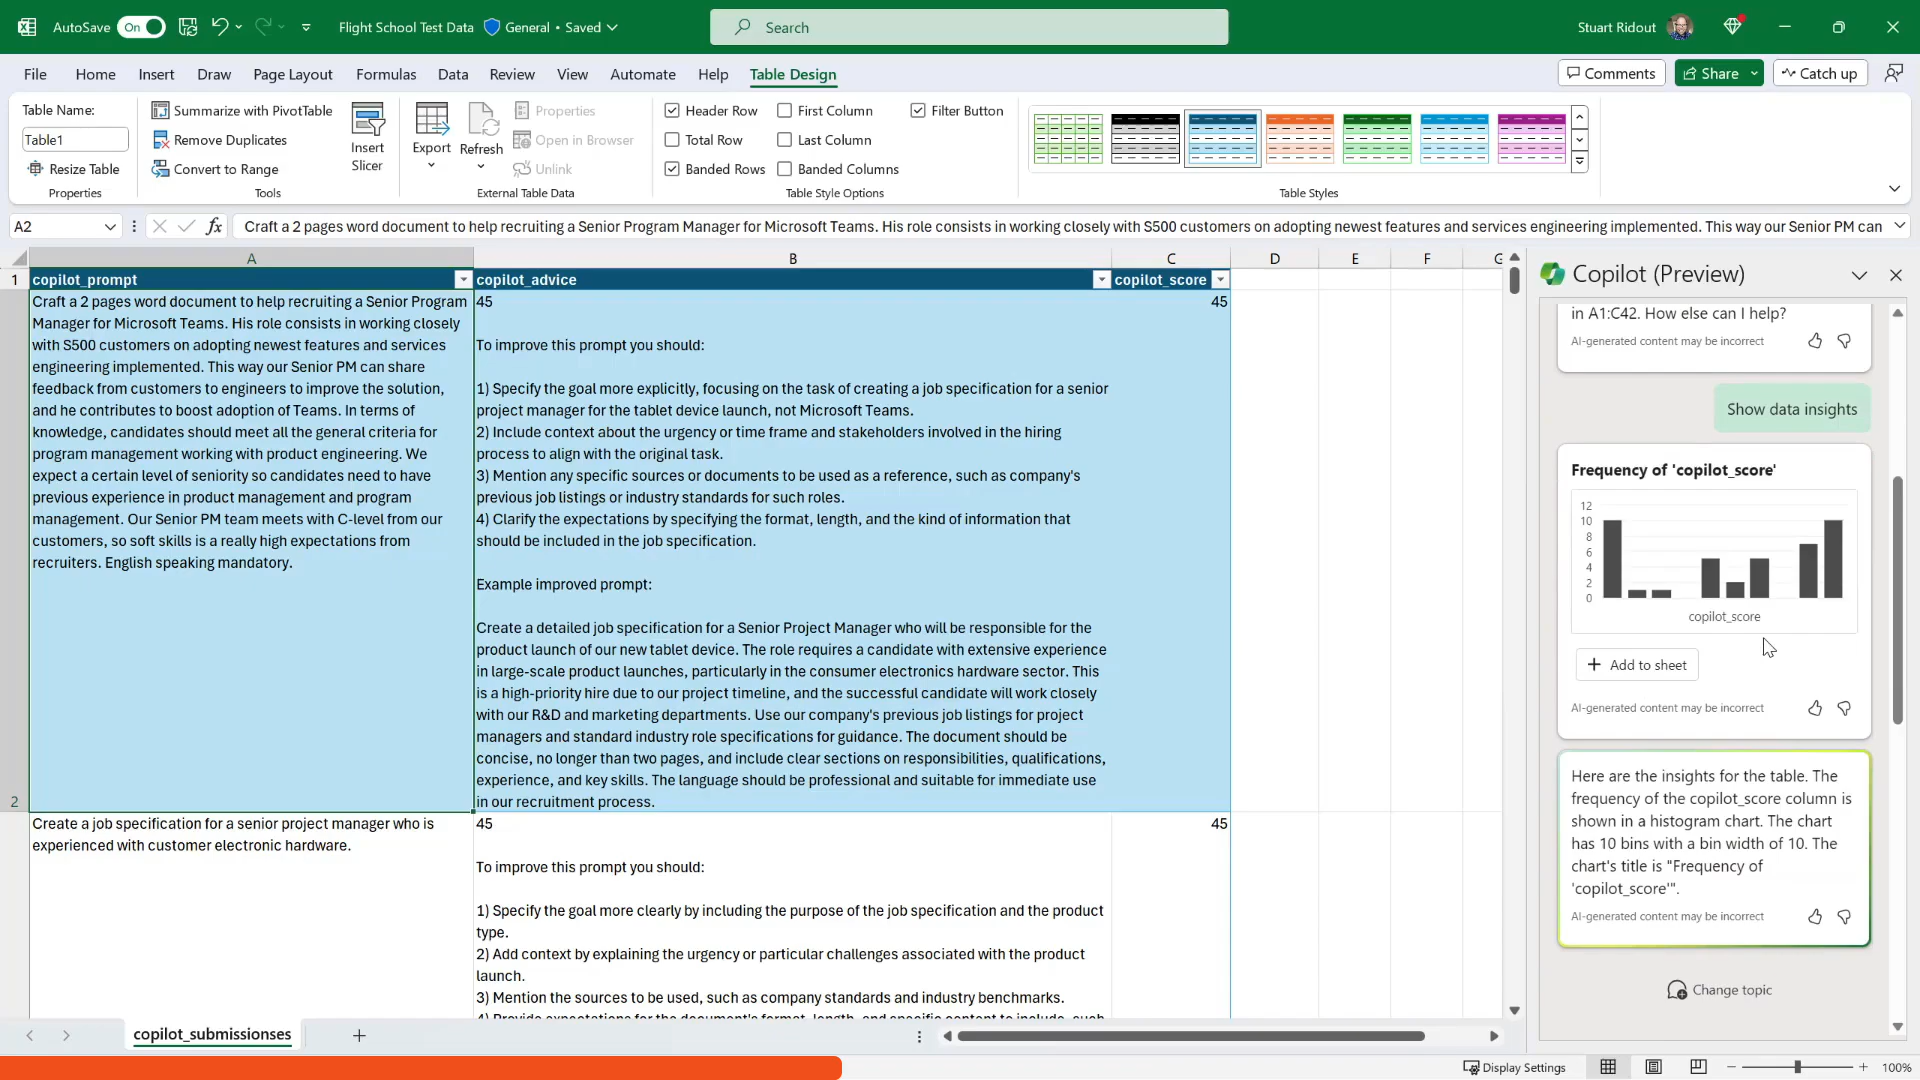 AutoSave On Flight School Test Data General • Saved Search Stuart Ridout
File Home Insert Draw Page Layout Formulas Data Review View Automate Help Table Design Comments Share Catch up
Table Name:
Table1
Resize Table
Properties
Summarize with PivotTable
Remove Duplicates
Convert to Range
Tools
Insert
Slicer
Export
Refresh
Properties
Open in Browser
Unlink
External Table Data
Header Row First Column Filter Button
Total Row Last Column
Banded Rows Banded Columns
Table Style Options
Table Styles
A2 fx Craft a 2 pages word document to help recruiting a Senior Program Manager for Microsoft Teams. His role consists in working closely with S500 customers on adopting newest features and services engineering implemented. This way our Senior PM can
A B C D E F G
1 copilot_prompt copilot_advice copilot_score
Craft a 2 pages word document to help recruiting a Senior Program
Manager for Microsoft Teams. His role consists in working closely
with S500 customers on adopting newest features and services
engineering implemented. This way our Senior PM can share
feedback from customers to engineers to improve the solution,
and he contributes to boost adoption of Teams. In terms of
knowledge, candidates should meet all the general criteria for
program management working with product engineering. We
expect a certain level of seniority so candidates need to have
previous experience in product management and program
management. Our Senior PM team meets with C-level from our
customers, so soft skills is a really high expectations from
recruiters. English speaking mandatory.
45
To improve this prompt you should:
1) Specify the goal more explicitly, focusing on the task of creating a job specification for a senior
project manager for the tablet device launch, not Microsoft Teams.
2) Include context about the urgency or time frame and stakeholders involved in the hiring
process to align with the original task.
3) Mention any specific sources or documents to be used as a reference, such as company's
previous job listings or industry standards for such roles.
4) Clarify the expectations by specifying the format, length, and the kind of information that
should be included in the job specification.
Example improved prompt:
Create a detailed job specification for a Senior Project Manager who will be responsible for the
product launch of our new tablet device. The role requires a candidate with extensive experience
in large-scale product launches, particularly in the consumer electronics hardware sector. This
is a high-priority hire due to our project timeline, and the successful candidate will work closely
with our R&D and marketing departments. Use our company's previous job listings for project
managers and standard industry role specifications for guidance. The document should be
concise, no longer than two pages, and include clear sections on responsibilities, qualifications,
experience, and key skills. The language should be professional and suitable for immediate use
in our recruitment process.
45
2
Create a job specification for a senior project manager who is
experienced with customer electronic hardware.
45
To improve this prompt you should:
1) Specify the goal more clearly by including the purpose of the job specification and the product
type.
2) Add context by explaining the urgency or particular challenges associated with the product
launch.
3) Mention the sources to be used, such as company standards and industry benchmarks.
4) Provide expectations for the document's format, length, and specific content to include, such
45
Copilot (Preview)
in A1:C42. How else can I help?
AI-generated content may be incorrect
Show data insights
Frequency of 'copilot_score'
12
10
8
6
4
2
0
copilot_score
Add to sheet
AI-generated content may be incorrect
Here are the insights for the table. The
frequency of the copilot_score column is
shown in a histogram chart. The chart
has 10 bins with a bin width of 10. The
chart's title is "Frequency of
'copilot_score'".
AI-generated content may be incorrect
Change topic
copilot_submissionses
Display Settings 100%